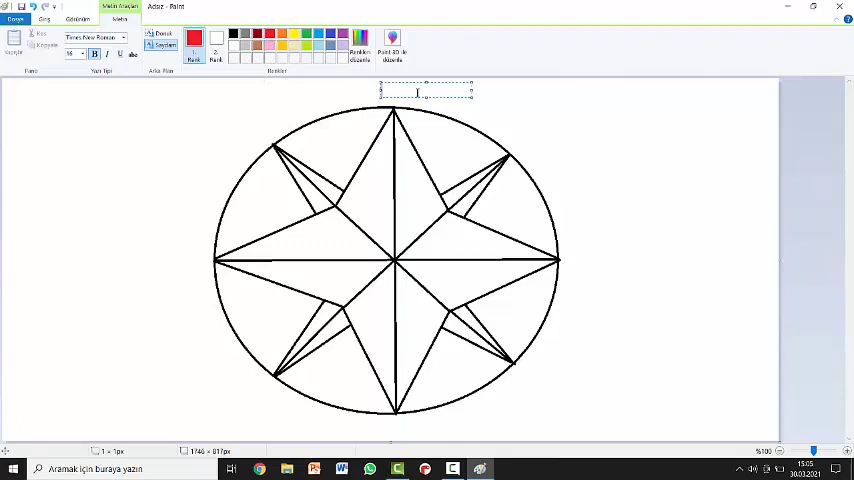 Metin Araçları
Adsız - Paint
Dosya
Giriş
Görünüm
Metin
Kes
Kopyala
Yapıştır
Pano
Times New Roman
16
B
I
U
abc
Yazı Tipi
Donuk
Saydam
Arka Plan
1.
Renk
2.
Renk
Renkler
Renkleri
düzenle
Paint 3D ile
düzenle
1 × 1px
1746 × 817px
%100
Aramak için buraya yazın
15:05
30.03.2021